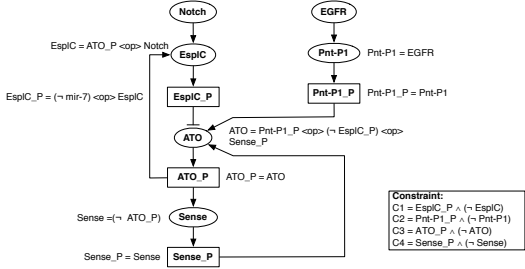 Notch
EGFR
EsplC = ATO_P <op> Notch
EsplC
Pnt-P1
Pnt-P1 = EGFR
EsplC_P = (¬ mir-7) <op> EsplC
EsplC_P
Pnt-P1_P
Pnt-P1_P = Pnt-P1
ATO
ATO = Pnt-P1_P <op> (¬ EsplC_P) <op>
Sense_P
ATO_P
ATO_P = ATO
Sense =(¬ ATO_P)
Sense
Sense_P = Sense
Sense_P
Constraint:
C1 = EsplC_P ∧ (¬ EsplC)
C2 = Pnt-P1_P ∧ (¬ Pnt-P1)
C3 = ATO_P ∧ (¬ ATO)
C4 = Sense_P ∧ (¬ Sense)